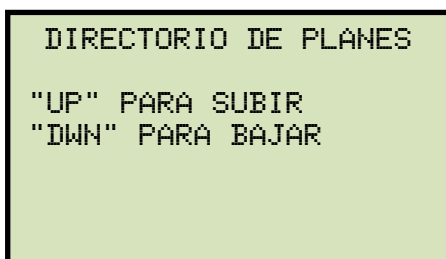 DIRECTORIO DE PLANES
"UP" PARA SUBIR
"DWN" PARA BAJAR